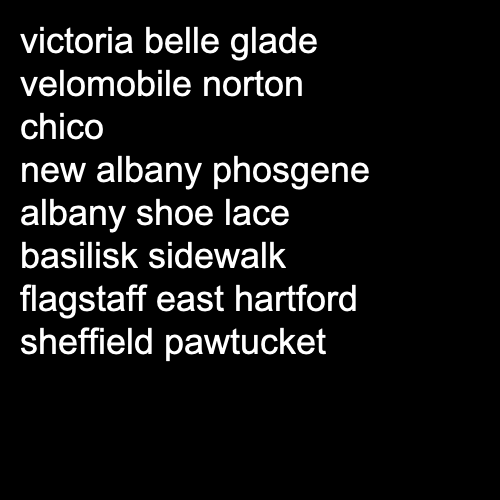 victoria belle glade
velomobile norton
chico
new albany phosgene
albany shoe lace
basilisk sidewalk
flagstaff east hartford
sheffield pawtucket